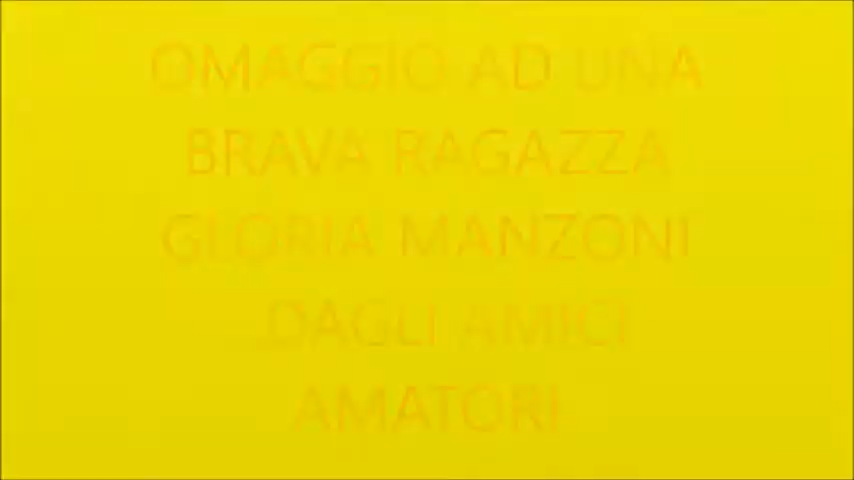 OMAGGIO AD UNA
BRAVA RAGAZZA
GLORIA MANZONI
.DAGLI AMICI
AMATORI